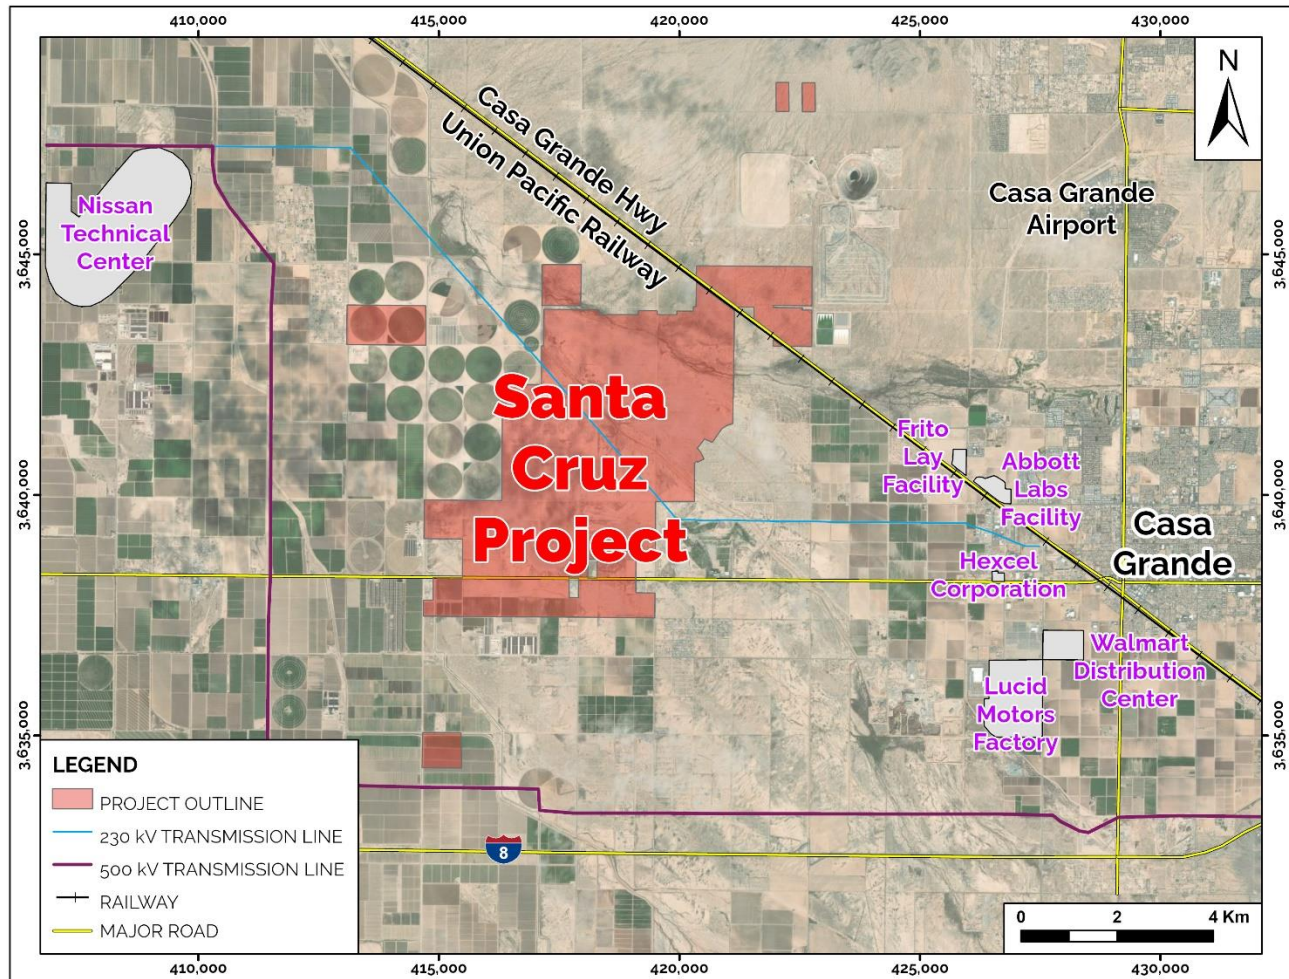 410,000
415,000
420,000
425,000
430,000
N
3,645,000
3,645,000
Casa Grande Hwy
Union Pacific Railway
Casa Grande
Airport
Nissan
Technical
Center
Santa
Cruz
Project
Frito
Lay
Facility
Abbott
Labs
Facility
3,640,000
3,640,000
Casa
Grande
Hexcel
Corporation
Walmart
Distribution
Center
Lucid
Motors
Factory
3,635,000
3,635,000
LEGEND
PROJECT OUTLINE
230 kV TRANSMISSION LINE
500 kV TRANSMISSION LINE
RAILWAY
MAJOR ROAD
8
0 2 4 Km
410,000
415,000
420,000
425,000
430,000